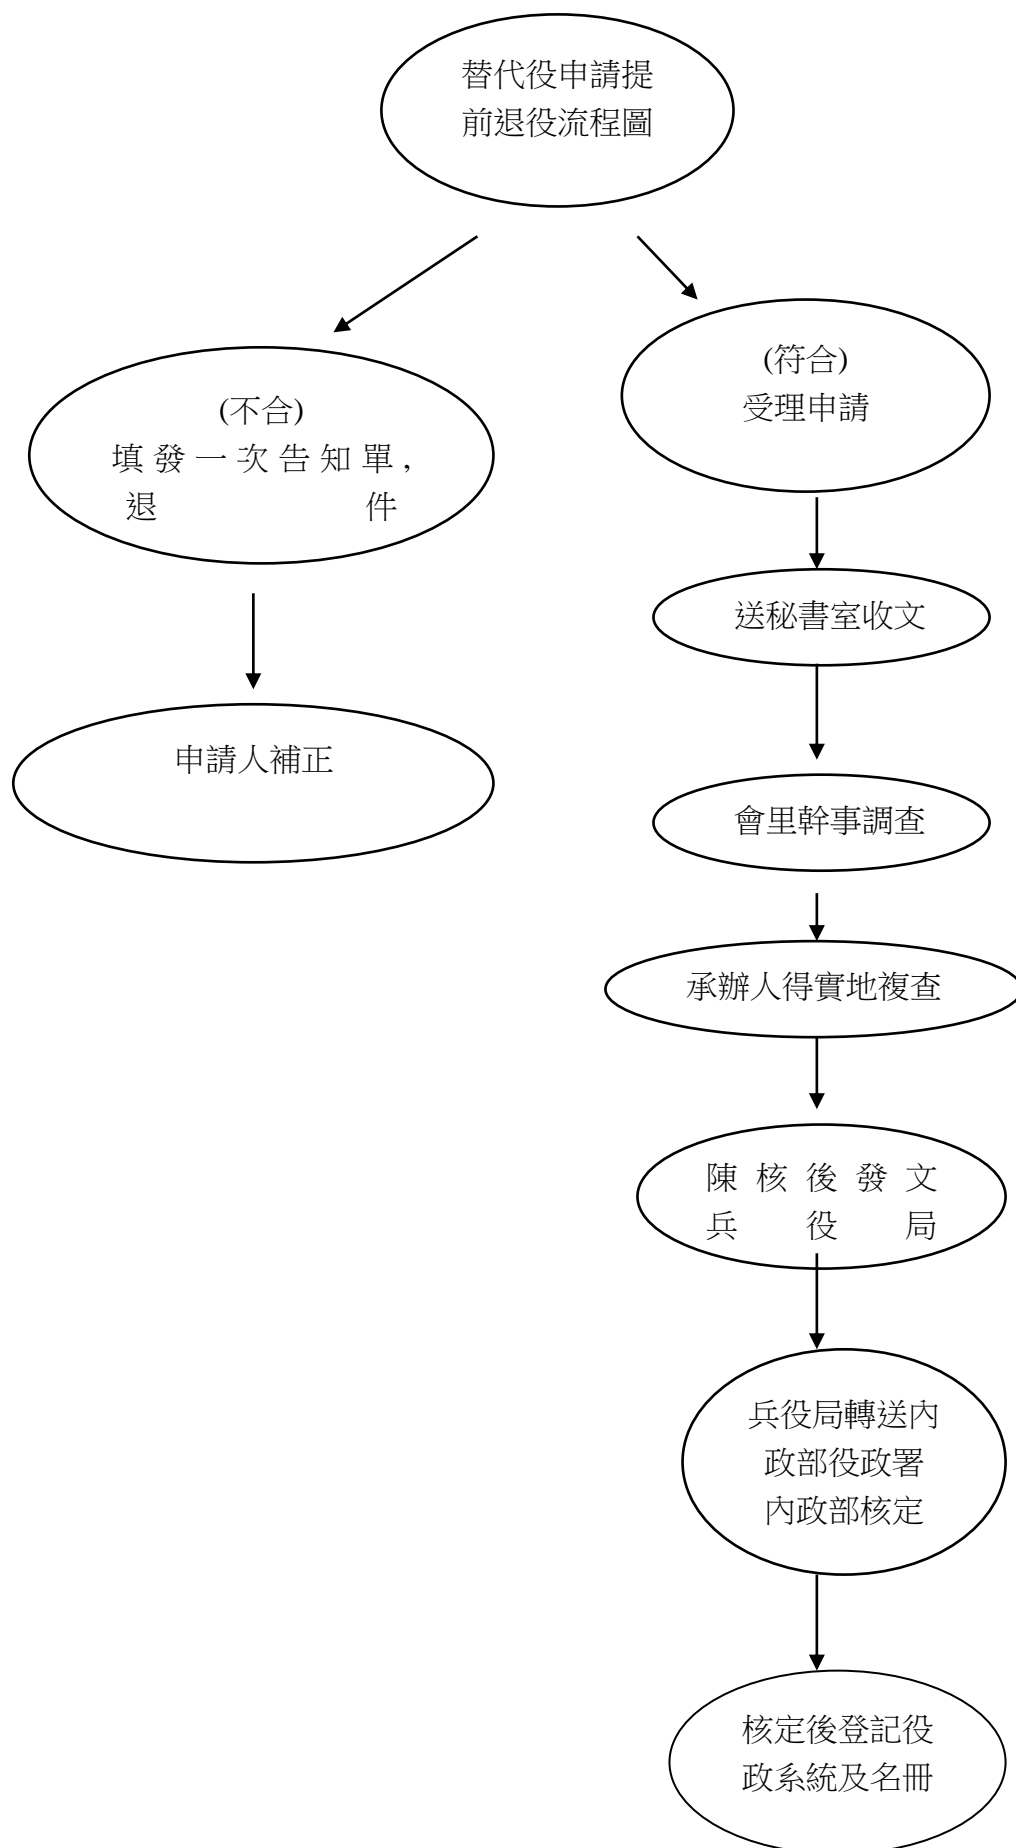 替代役申請提
前退役流程圖
(不合)
填發一次告知單,
退件
申請人補正
(符合)
受理申請
送秘書室收文
會里幹事調查
承辦人得實地複查
陳核後發文
兵役局
兵役局轉送內
政部役政署
內政部核定
核定後登記役
政系統及名冊